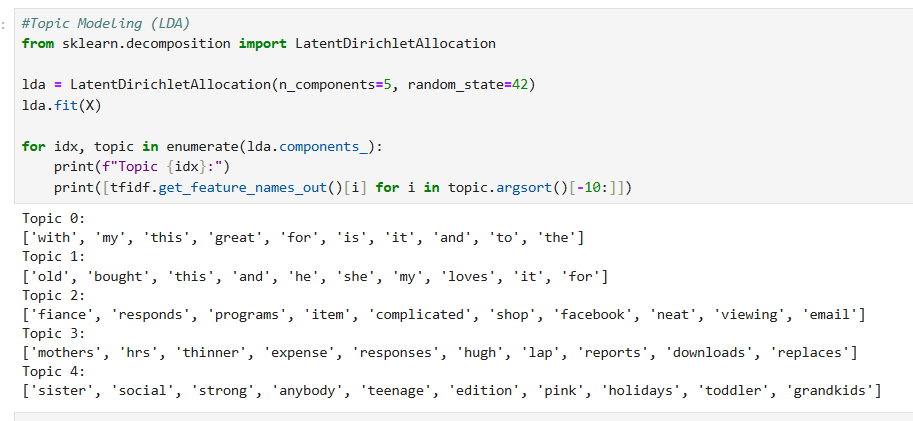 :
#Topic Modeling (LDA)
from sklearn.decomposition import LatentDirichletAllocation
lda = LatentDirichletAllocation(n_components=5, random_state=42)
lda.fit(X)
for idx, topic in enumerate(lda.components_):
    print(f"Topic {idx}:")
    print([tfidf.get_feature_names_out()[i] for i in topic.argsort()[-10:]])
Topic 0:
['with', 'my', 'this', 'great', 'for', 'is', 'it', 'and', 'to', 'the']
Topic 1:
['old', 'bought', 'this', 'and', 'he', 'she', 'my', 'loves', 'it', 'for']
Topic 2:
['fiance', 'responds', 'programs', 'item', 'complicated', 'shop', 'facebook', 'neat', 'viewing', 'email']
Topic 3:
['mothers', 'hrs', 'thinner', 'expense', 'responses', 'hugh', 'lap', 'reports', 'downloads', 'replaces']
Topic 4:
['sister', 'social', 'strong', 'anybody', 'teenage', 'edition', 'pink', 'holidays', 'toddler', 'grandkids']